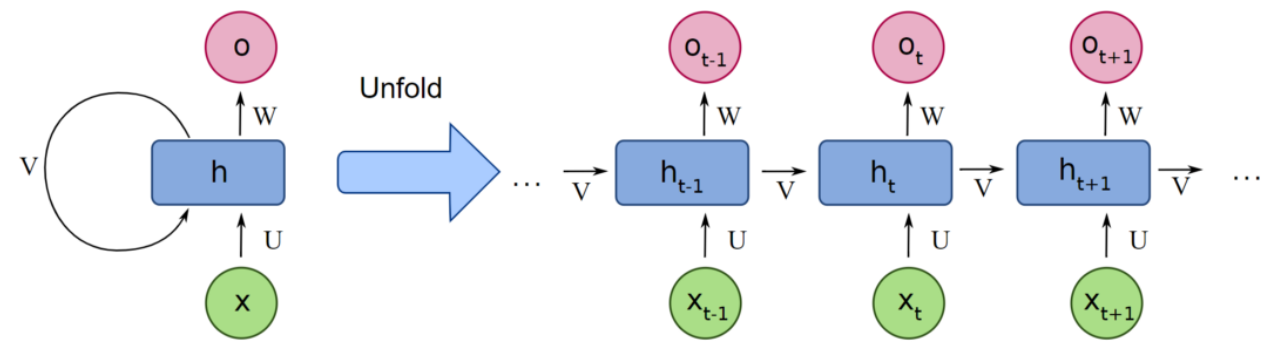 o
W
V
h
U
x
Unfold
...
V
o_{t-1}
W
h_{t-1}
U
x_{t-1}
V
o_t
W
h_t
U
x_t
V
o_{t+1}
W
h_{t+1}
U
x_{t+1}
V
...